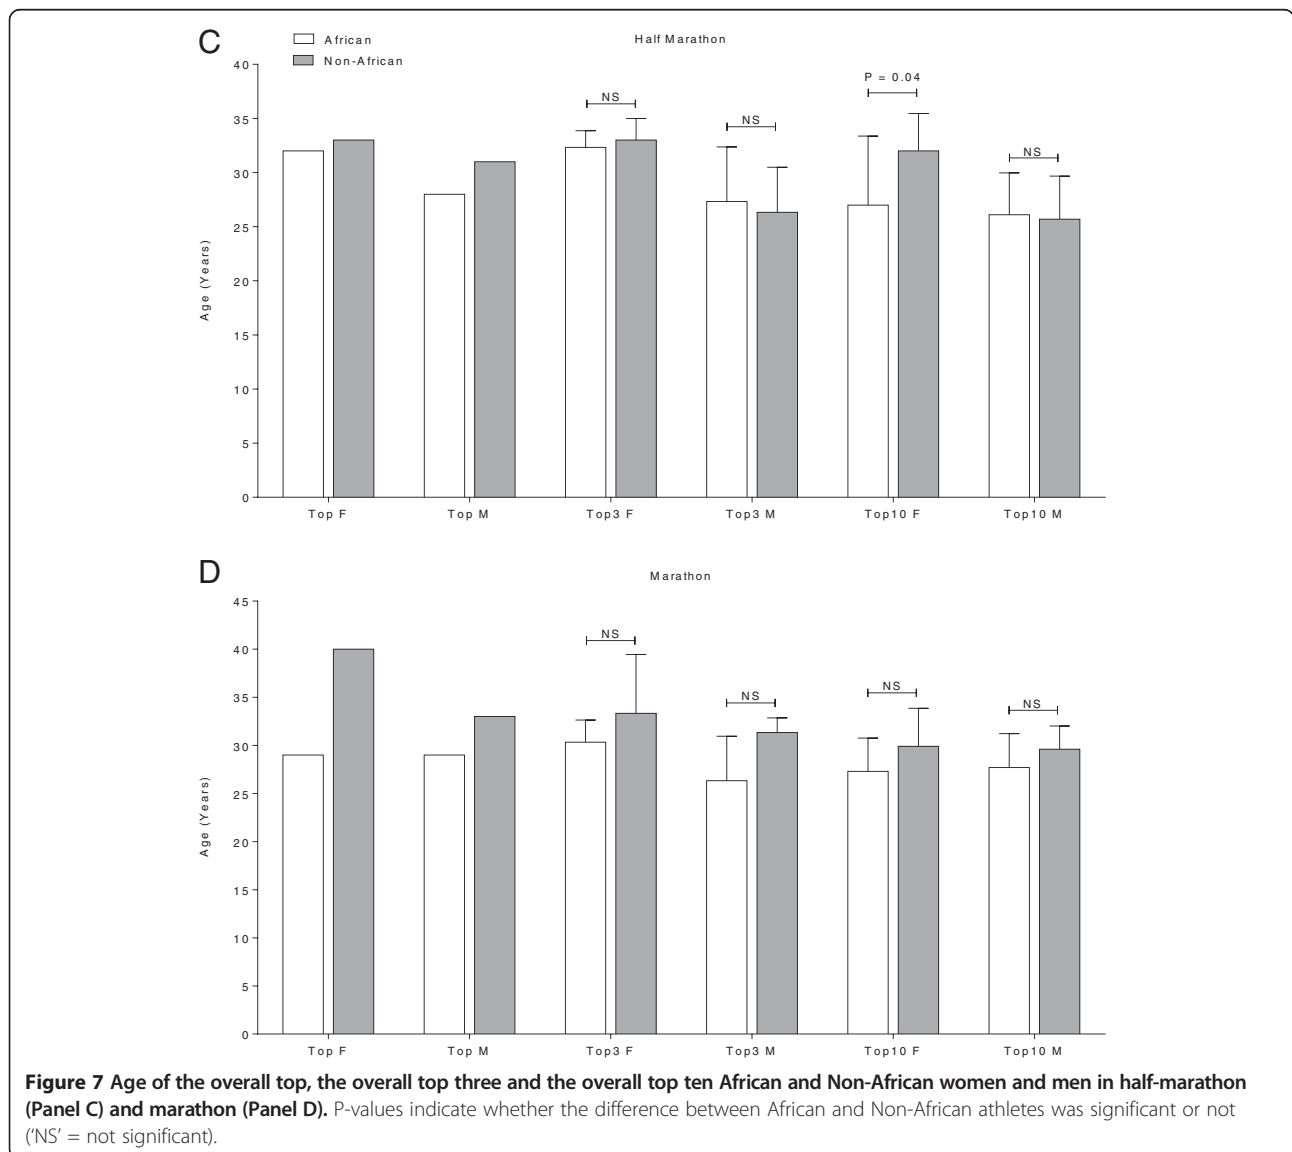 C
African
Non-African
Half Marathon
Age (Years)
40
35
30
25
20
15
10
5
0
NS
NS
P = 0.04
NS
Top F
Top M
Top3 F
Top3 M
Top10 F
Top10 M
D
Marathon
Age (Years)
45
40
35
30
25
20
15
10
5
0
NS
NS
NS
NS
Top F
Top M
Top3 F
Top3 M
Top10 F
Top10 M
Figure 7 Age of the overall top, the overall top three and the overall top ten African and Non-African women and men in half-marathon
(Panel C) and marathon (Panel D). P-values indicate whether the difference between African and Non-African athletes was significant or not
(‘NS’ = not significant).